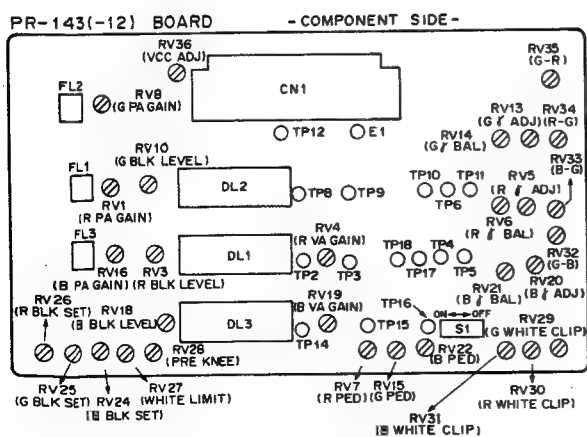 PR-143(-12) BOARD
-COMPONENT SIDE-
RV36
(VCC ADJ)
RV35
(G-R)
FL2
RV8
(G PA GAIN)
CN1
RV13
(G γ ADJ)
RV34
(R-G)
RV10
(G BLK LEVEL)
TP12
E1
RV14
(G γ BAL)
RV33
(B-G)
FL1
DL2
TP8
TP9
TP10
TP11
TP6
RV5
(R γ ADJ)
RV1
(R PA GAIN)
RV4
(R VA GAIN)
RV6
(R γ BAL)
FL3
DL1
TP2
TP3
TP18
TP4
TP17
TP5
RV32
(G-B)
RV16
(B PA GAIN)
RV3
(R BLK LEVEL)
RV26
(R BLK SET)
RV18
(B BLK LEVEL)
RV19
(B VA GAIN)
RV21
(B γ BAL)
RV20
(B γ ADJ)
TP16
ON
OFF
DL3
TP14
TP15
S1
RV29
(G WHITE CLIP)
RV28
(PRE KNEE)
RV22
(B PED)
RV25
(G BLK SET)
RV24
(B BLK SET)
RV27
(WHITE LIMIT)
RV7
(R PED)
RV15
(G PED)
RV30
(R WHITE CLIP)
RV31
(B WHITE CLIP)